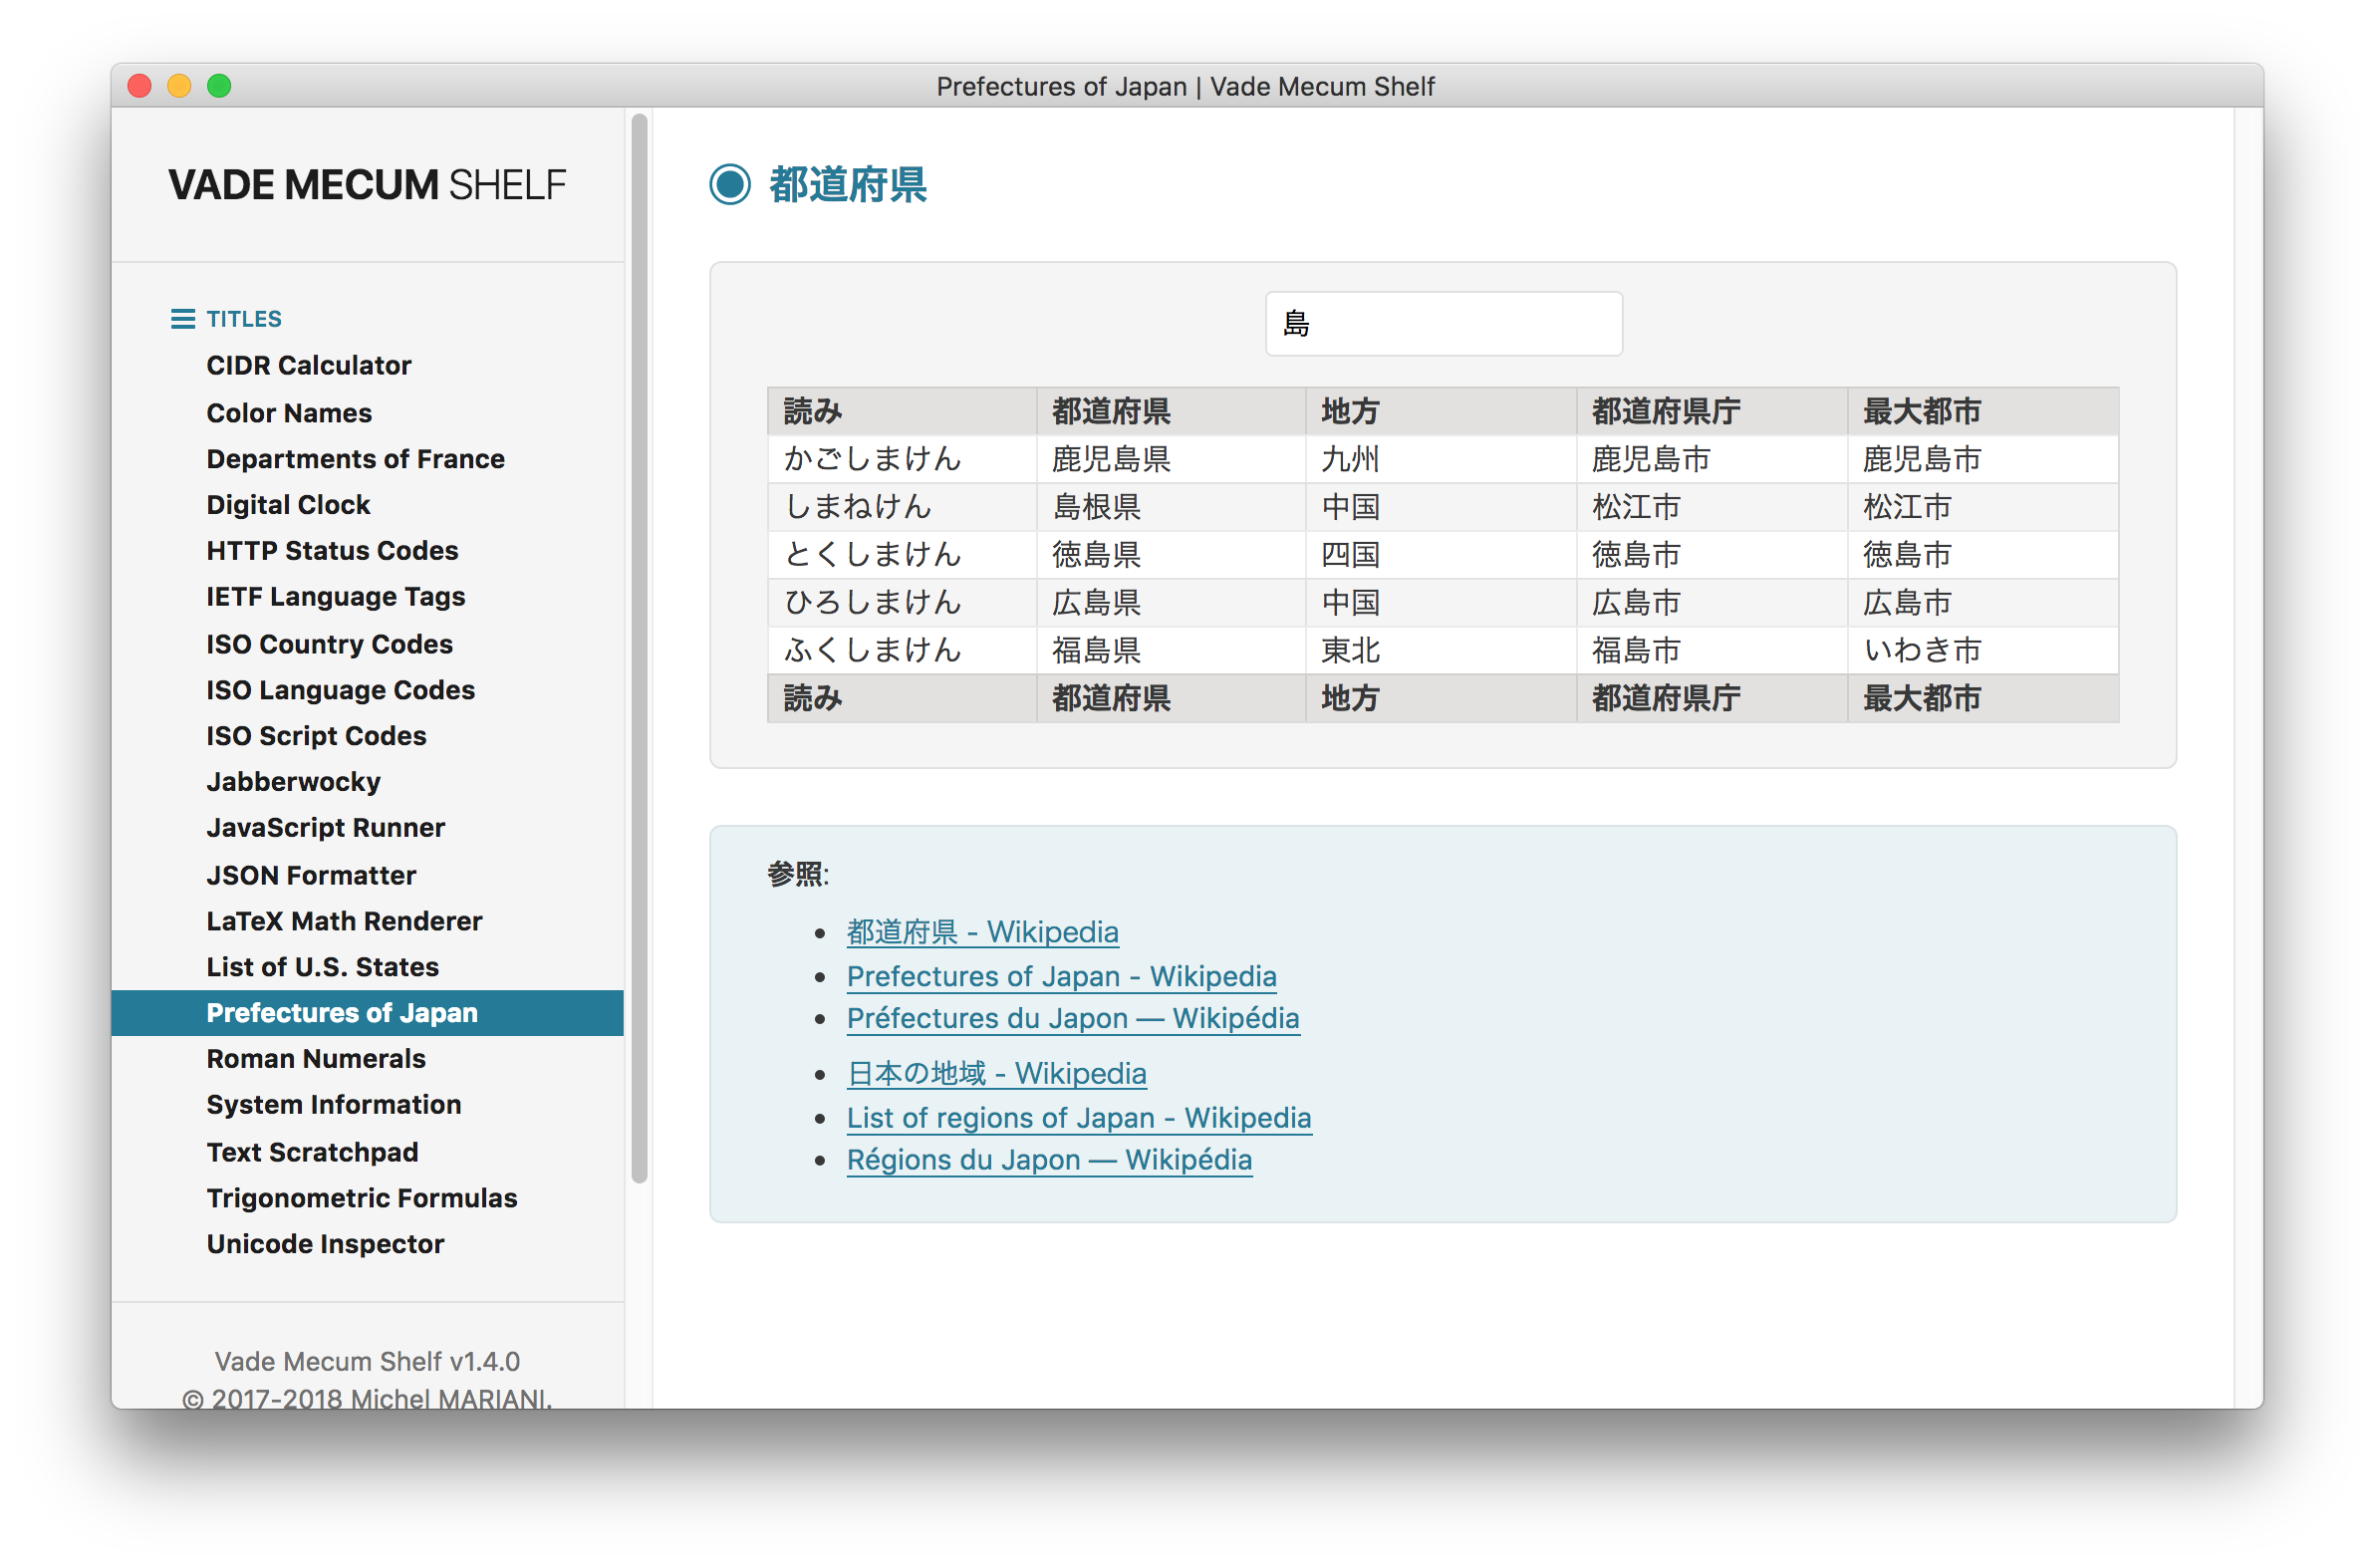 Prefectures of Japan | Vade Mecum Shelf
VADE MECUM SHELF
TITLES
CIDR Calculator
Color Names
Departments of France
Digital Clock
HTTP Status Codes
IETF Language Tags
ISO Country Codes
ISO Language Codes
ISO Script Codes
Jabberwocky
JavaScript Runner
JSON Formatter
LaTeX Math Renderer
List of U.S. States
Prefectures of Japan
Roman Numerals
System Information
Text Scratchpad
Trigonometric Formulas
Unicode Inspector
Vade Mecum Shelf v1.4.0
© 2017-2018 Michel MARIANI.
都道府県
島
読み 都道府県 地方 都道府県庁 最大都市
かごしまけん 鹿児島県 九州 鹿児島市 鹿児島市
しまねけん 島根県 中国 松江市 松江市
とくしまけん 徳島県 四国 徳島市 徳島市
ひろしまけん 広島県 中国 広島市 広島市
ふくしまけん 福島県 東北 福島市 いわき市
読み 都道府県 地方 都道府県庁 最大都市
参照:
都道府県 - Wikipedia
Prefectures of Japan - Wikipedia
Préfectures du Japon — Wikipédia
日本の地域 - Wikipedia
List of regions of Japan - Wikipedia
Régions du Japon — Wikipédia